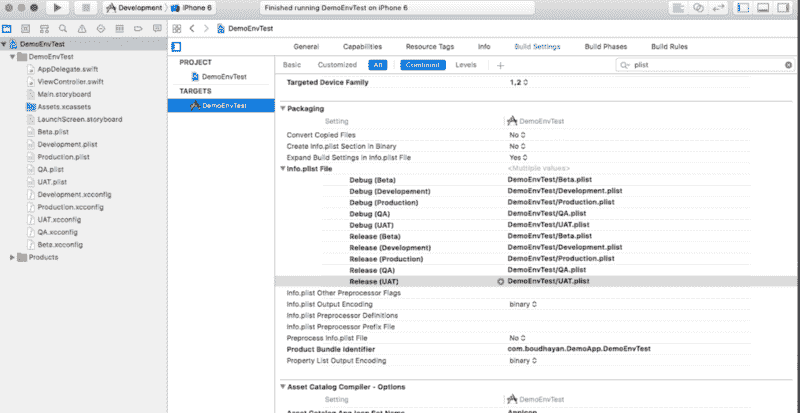 Development
iPhone 6
Finished running DemoEnvTest on iPhone 6
DemoEnvTest
DemoEnvTest
AppDelegate.swift
ViewController.swift
Main.storyboard
Assets.xcassets
LaunchScreen.storyboard
Beta.plist
Development.plist
Production.plist
QA.plist
UAT.plist
Development.xcconfig
Production.xcconfig
UAT.xcconfig
QA.xcconfig
Beta.xcconfig
Products
DemoEnvTest
General Capabilities Resource Tags Info Build Settings Build Phases Build Rules
PROJECT
DemoEnvTest
TARGETS
DemoEnvTest
Basic Customized All Combined Levels + plist
Targeted Device Family 1,2
Packaging
Setting DemoEnvTest
Convert Copied Files No
Create Info.plist Section in Binary No
Expand Build Settings in Info.plist File Yes
Info.plist File <Multiple values>
Debug (Beta) DemoEnvTest/Beta.plist
Debug (Developement) DemoEnvTest/Development.plist
Debug (Production) DemoEnvTest/Production.plist
Debug (QA) DemoEnvTest/QA.plist
Debug (UAT) DemoEnvTest/UAT.plist
Release (Beta) DemoEnvTest/Beta.plist
Release (Development) DemoEnvTest/Development.plist
Release (Production) DemoEnvTest/Production.plist
Release (QA) DemoEnvTest/QA.plist
Release (UAT) DemoEnvTest/UAT.plist
Info.plist Other Preprocessor Flags
Info.plist Output Encoding binary
Info.plist Preprocessor Definitions
Info.plist Preprocessor Prefix File
Preprocess Info.plist File No
Product Bundle Identifier com.boudhayan.DemoApp.DemoEnvTest
Property List Output Encoding binary
Asset Catalog Compiler - Options
Setting DemoEnvTest
Asset Catalog App Icon Set Name AppIcon